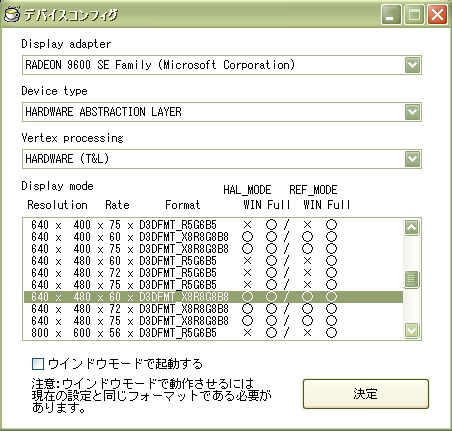 デバイスコンフィグ
Display adapter
RADEON 9600 SE Family (Microsoft Corporation)
Device type
HARDWARE ABSTRACTION LAYER
Vertex processing
HARDWARE (T&L)
Display mode
HAL_MODE REF_MODE
Resolution Rate Format WIN Full WIN Full
640 x 400 x 75 x D3DFMT_R5G6B5 × ○ / × ○
640 x 400 x 60 x D3DFMT_X8R8G8B8 ○ ○ / ○ ○
640 x 400 x 75 x D3DFMT_X8R8G8B8 ○ ○ / ○ ○
640 x 480 x 60 x D3DFMT_R5G6B5 × ○ / × ○
640 x 480 x 72 x D3DFMT_R5G6B5 × ○ / × ○
640 x 480 x 75 x D3DFMT_R5G6B5 × ○ / × ○
640 x 480 x 60 x D3DFMT_X8R8G8B8 ○ ○ / ○ ○
640 x 480 x 72 x D3DFMT_X8R8G8B8 ○ ○ / ○ ○
640 x 480 x 75 x D3DFMT_X8R8G8B8 ○ ○ / ○ ○
800 x 600 x 56 x D3DFMT_R5G6B5 × ○ / × ○
ウインドウモードで起動する
注意:ウインドウモードで動作させるには
現在の設定と同じフォーマットである必要が
あります。
決定